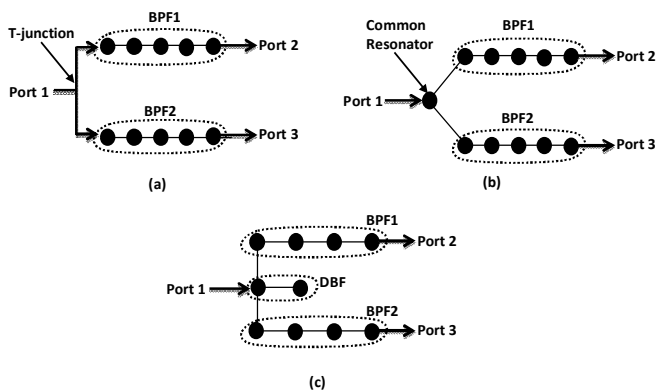 BPF1
T-junction
Port 2
Port 1
BPF2
Port 3
(a)
Common
Resonator
BPF1
Port 2
Port 1
BPF2
Port 3
(b)
BPF1
Port 2
Port 1
DBF
BPF2
Port 3
(c)